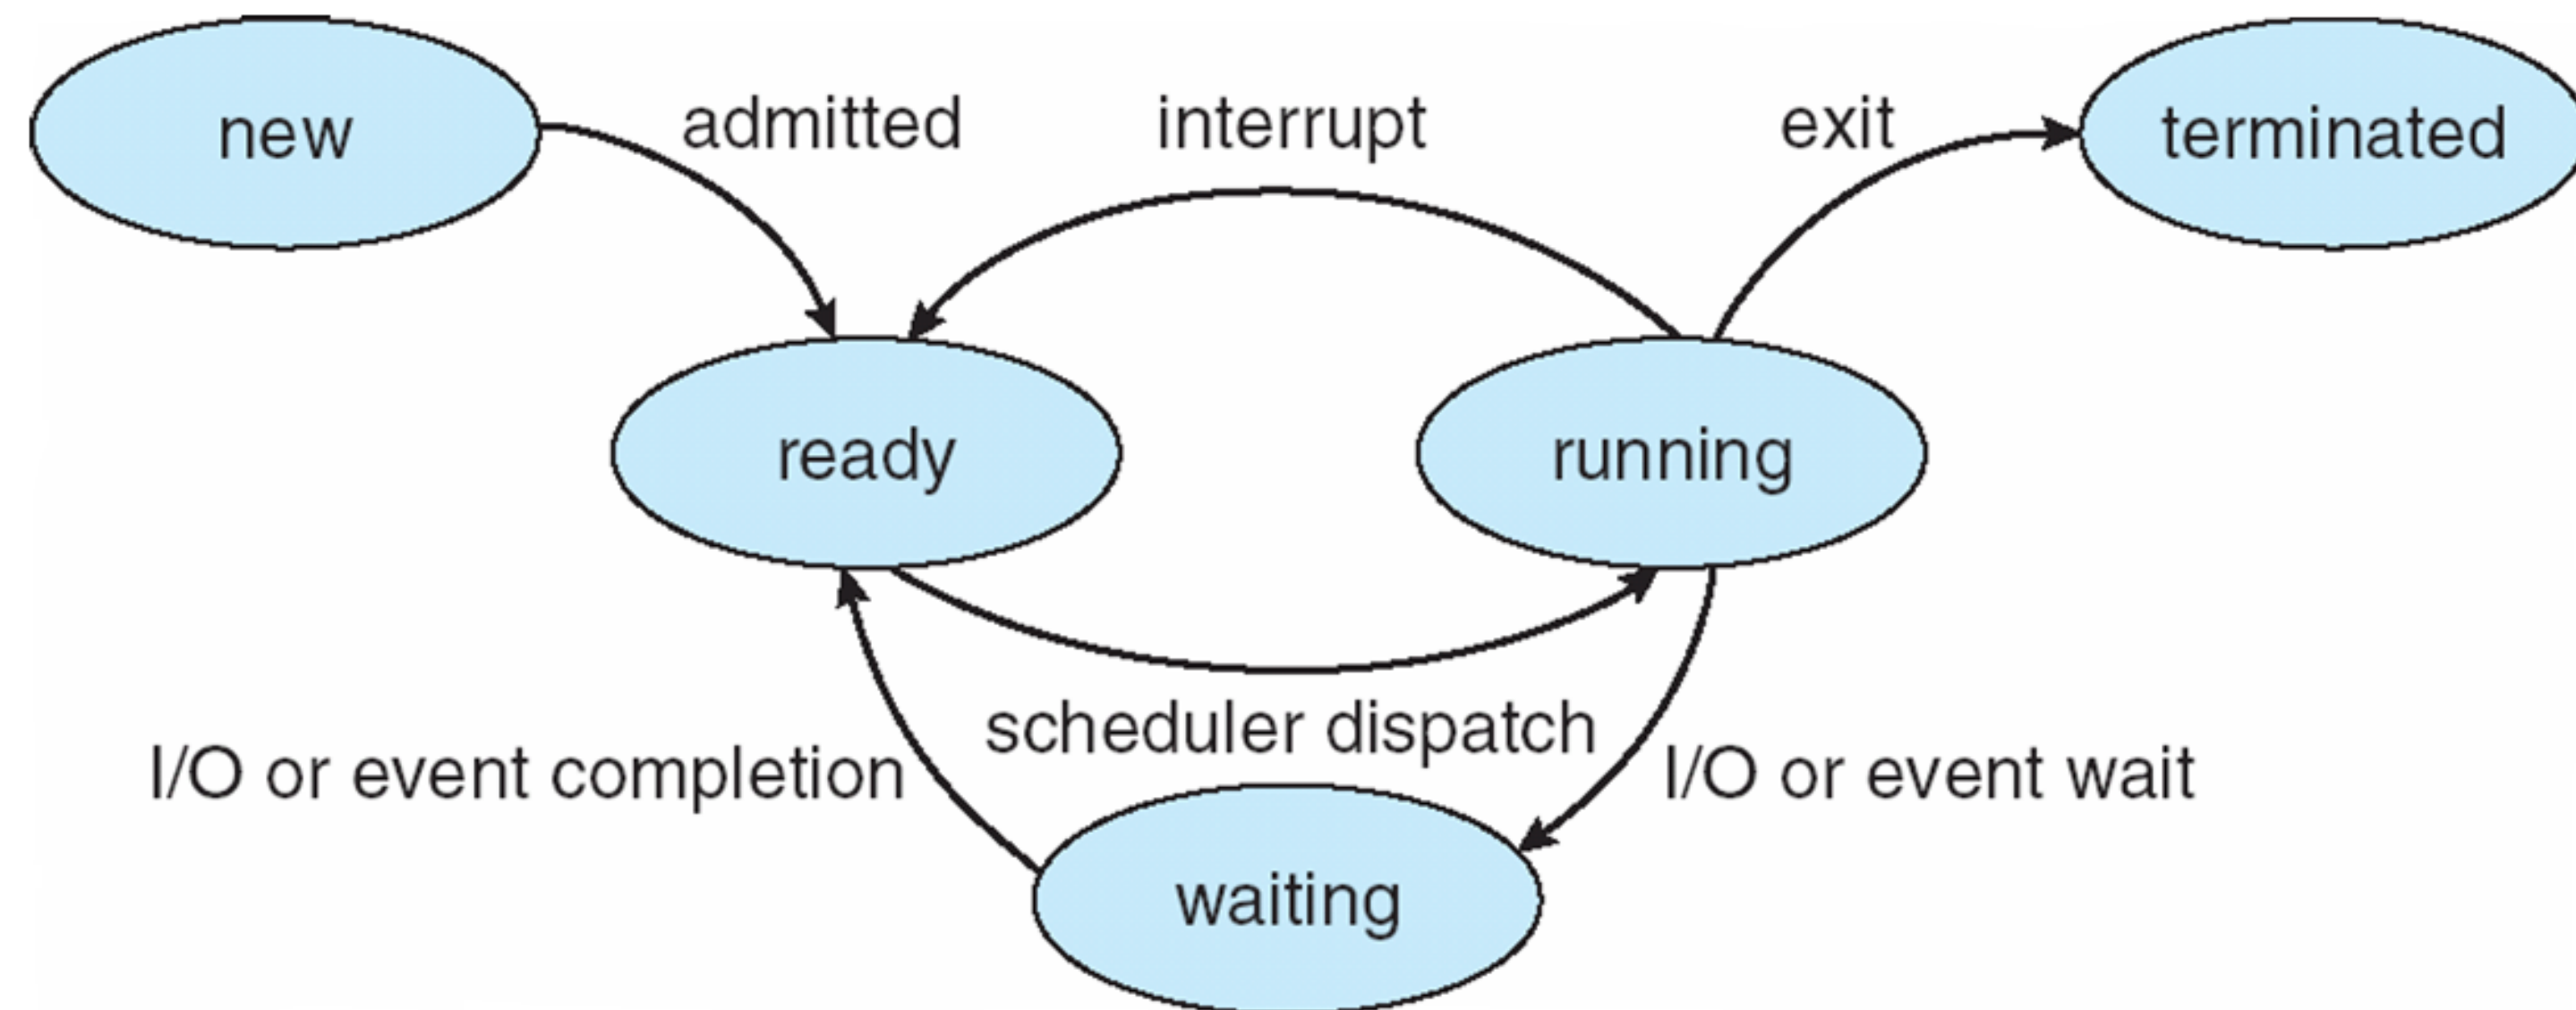 new
admitted
interrupt
exit
terminated
ready
running
scheduler dispatch
I/O or event completion
I/O or event wait
waiting